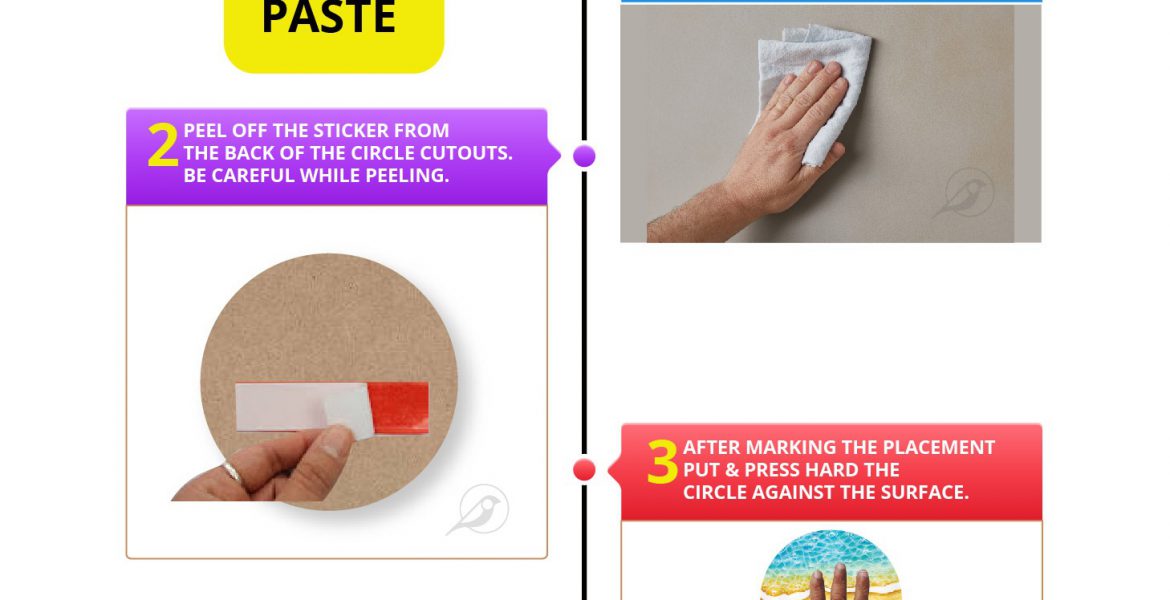 PASTE
2
PEEL OFF THE STICKER FROM
THE BACK OF THE CIRCLE CUTOUTS.
BE CAREFUL WHILE PEELING.
3
AFTER MARKING THE PLACEMENT
PUT & PRESS HARD THE
CIRCLE AGAINST THE SURFACE.